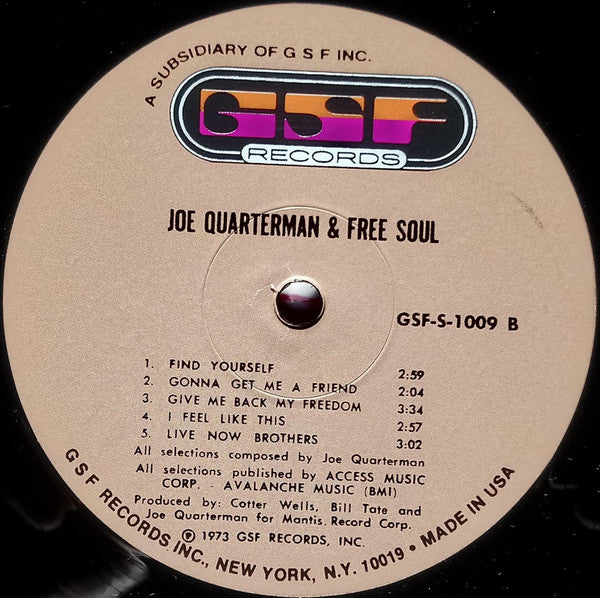 A SUBSIDIARY OF G S F INC.
GSF
RECORDS
JOE QUARTERMAN & FREE SOUL
GSF-S-1009 B
1. FIND YOURSELF 2:59
2. GONNA GET ME A FRIEND 2:04
3. GIVE ME BACK MY FREEDOM 3:34
4. I FEEL LIKE THIS 2:57
5. LIVE NOW BROTHERS 3:02
All selections composed by Joe Quarterman
All selections published by ACCESS MUSIC
CORP. - AVALANCHE MUSIC (BMI)
Produced by: Cotter Wells, Bill Tate and
Joe Quarterman for Mantis. Record Corp.
℗ 1973 GSF RECORDS, INC.
GSF RECORDS INC., NEW YORK, N.Y. 10019 • MADE IN USA